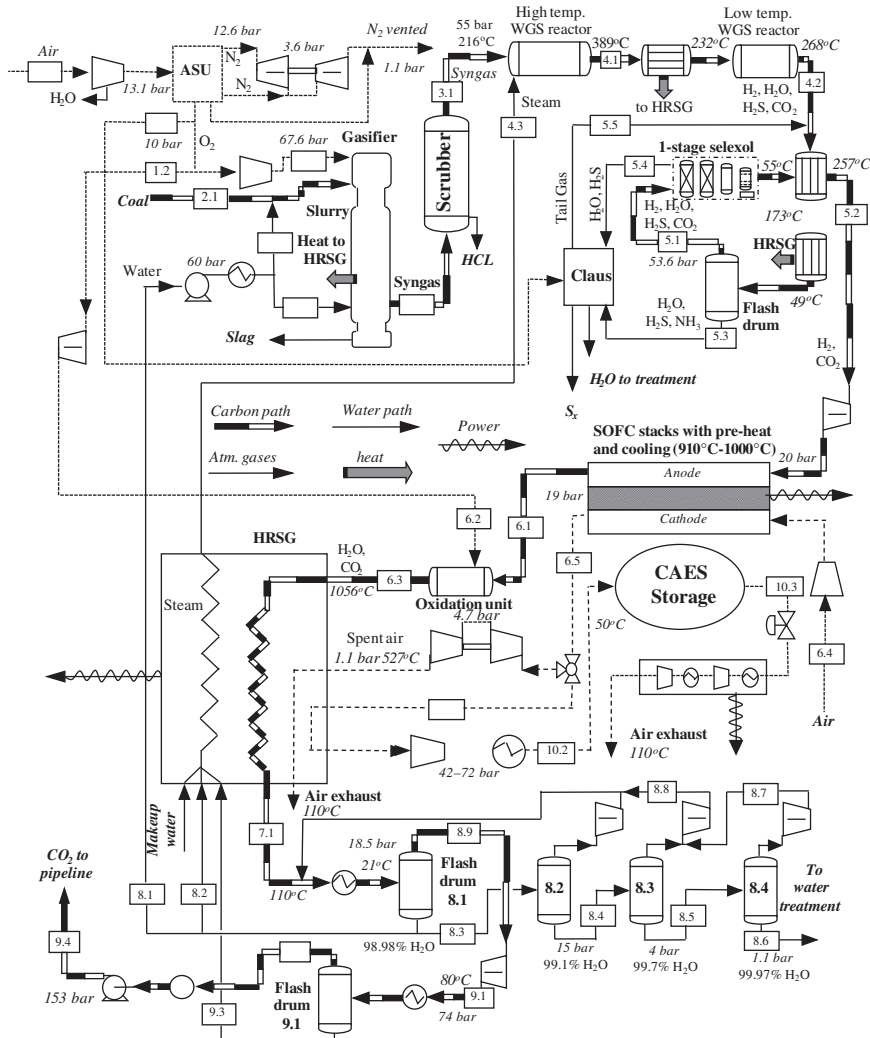 Air
H₂O
13.1 bar
ASU
12.6 bar
N₂
N₂
3.6 bar
N₂ vented
1.1 bar
55 bar
216°C
Syngas
3.1
High temp.
WGS reactor
389°C
4.1
232°C
to HRSG
Low temp.
WGS reactor
268°C
4.2
H₂, H₂O,
H₂S, CO₂
Steam
4.3
5.5
10 bar
O₂
1.2
67.6 bar
Gasifier
Coal
2.1
Slurry
Heat to
HRSG
Water
60 bar
Slag
Syngas
Scrubber
HCL
Tail Gas
5.4
H₂O, H₂S
1-stage selexol
55°C
257°C
5.2
173°C
H₂, H₂O,
H₂S, CO₂
5.1
53.6 bar
HRSG
49°C
Flash
drum
Claus
H₂O,
H₂S, NH₃
5.3
H₂O to treatment
Sₓ
H₂,
CO₂
Carbon path
Water path
Power
Atm. gases
heat
SOFC stacks with pre-heat
and cooling (910°C-1000°C)
20 bar
Anode
19 bar
Cathode
6.2
6.1
6.5
HRSG
H₂O,
CO₂
6.3
1056°C
Steam
Oxidation unit
4.7 bar
Spent air
1.1 bar 527°C
CAES
Storage
50°C
10.3
6.4
Air
Air exhaust
110°C
10.2
42–72 bar
Makeup
water
Air exhaust
110°C
7.1
110°C
21°C
18.5 bar
8.9
Flash
drum
8.1
8.8
8.7
8.2
8.3
8.4
To
water
treatment
8.4
8.5
8.6
15 bar
99.1% H₂O
4 bar
99.7% H₂O
1.1 bar
99.97% H₂O
8.3
98.98% H₂O
CO₂ to
pipeline
8.1
8.2
9.4
153 bar
9.3
Flash
drum
9.1
80°C
9.1
74 bar